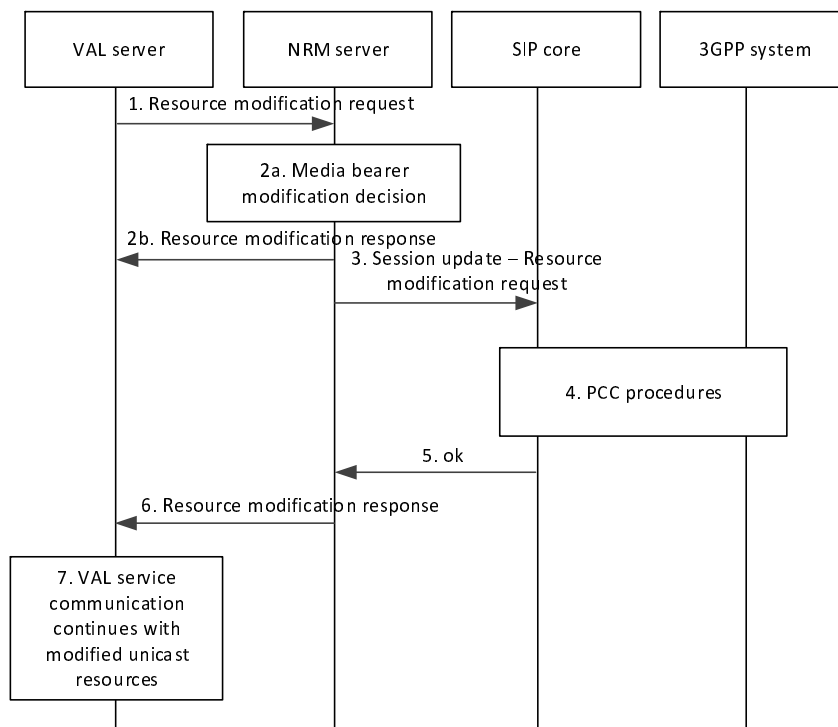 VAL server
NRM server
SIP core
3GPP system
1. Resource modification request
2a. Media bearer
modification decision
2b. Resource modification response
3. Session update – Resource
modification request
4. PCC procedures
5. ok
6. Resource modification response
7. VAL service
communication
continues with
modified unicast
resources